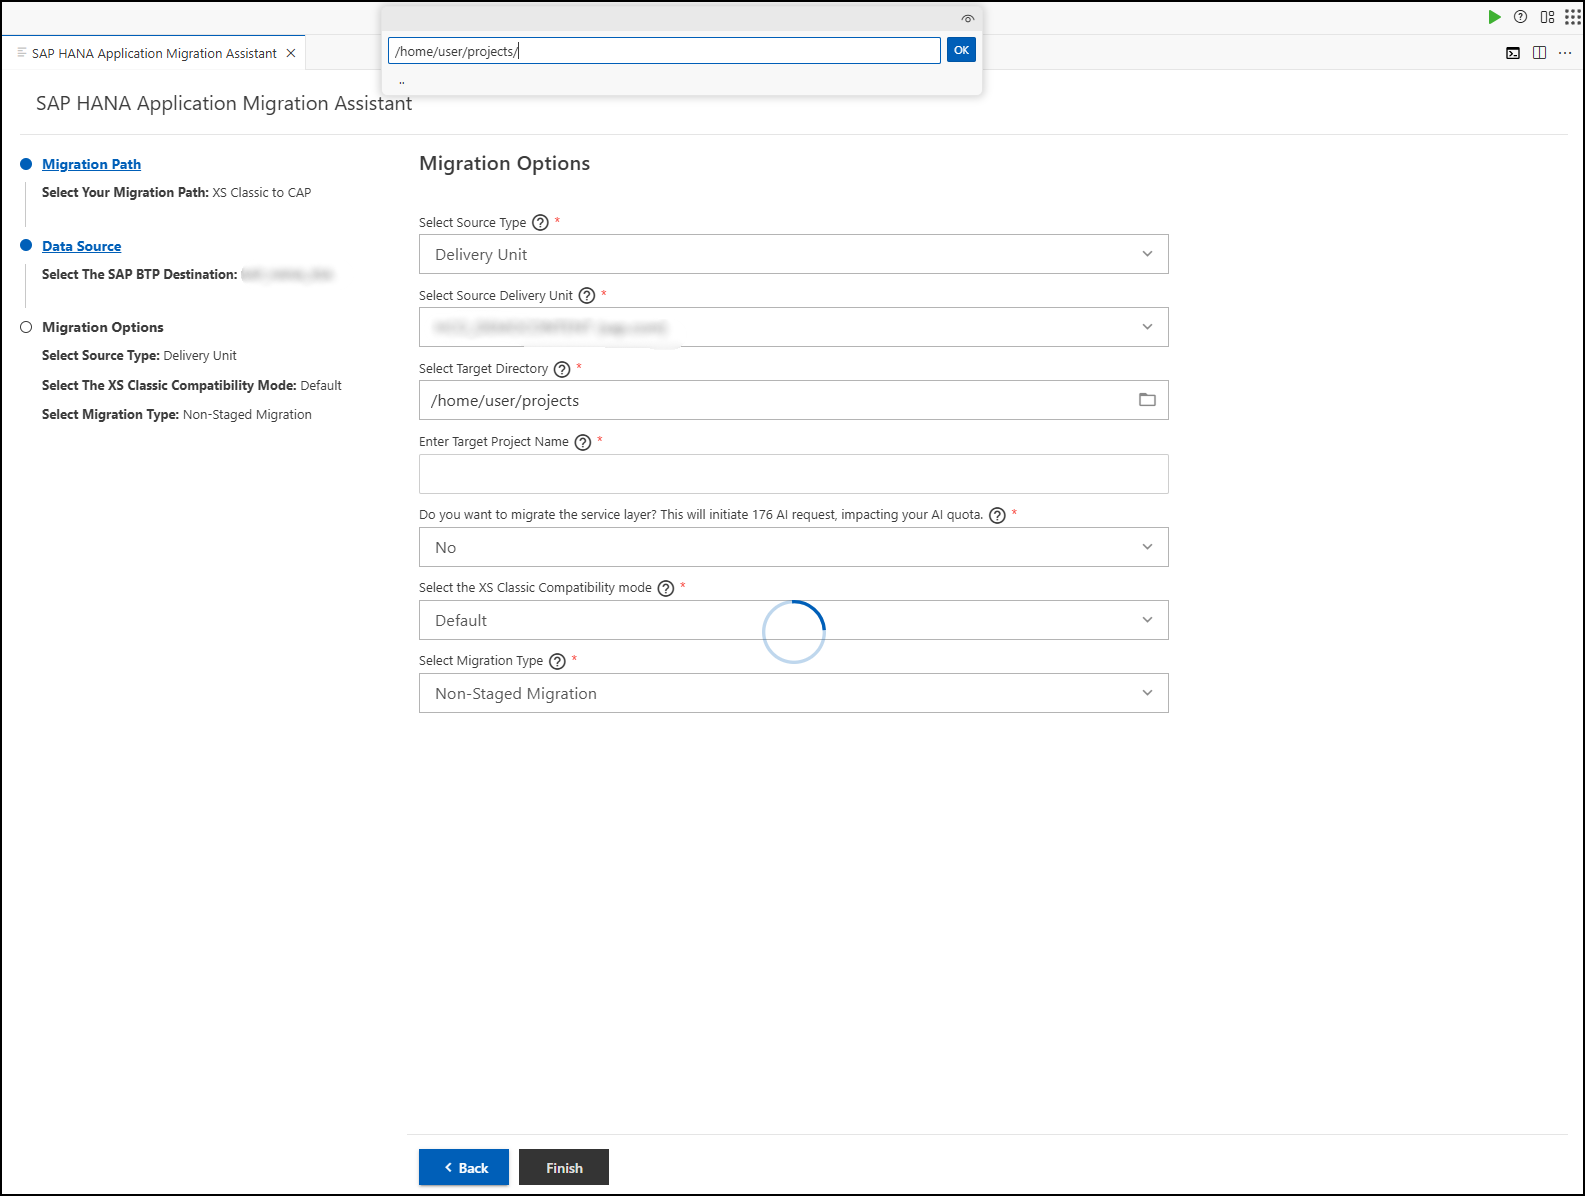 /home/user/projects/
OK
..
SAP HANA Application Migration Assistant
SAP HANA Application Migration Assistant
Migration Path
Select Your Migration Path: XS Classic to CAP
Data Source
Select The SAP BTP Destination:
Migration Options
Select Source Type: Delivery Unit
Select The XS Classic Compatibility Mode: Default
Select Migration Type: Non-Staged Migration
Migration Options
Select Source Type ? *
Delivery Unit
Select Source Delivery Unit ? *
Select Target Directory ? *
/home/user/projects
Enter Target Project Name ? *
Do you want to migrate the service layer? This will initiate 176 AI request, impacting your AI quota. ? *
No
Select the XS Classic Compatibility mode ? *
Default
Select Migration Type ? *
Non-Staged Migration
Back
Finish